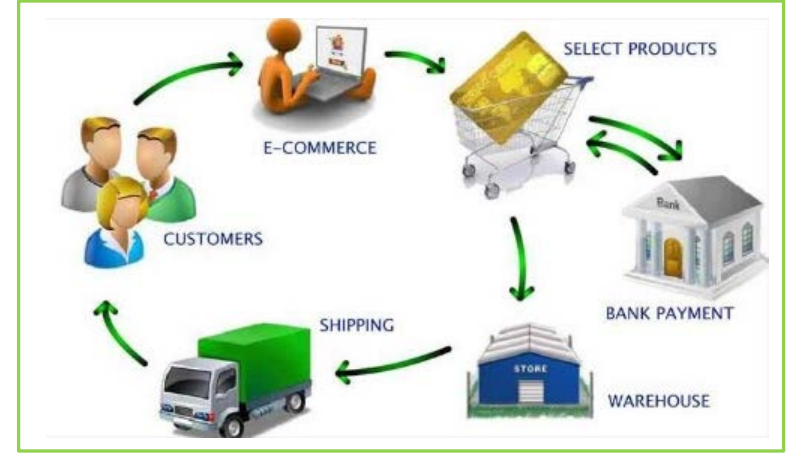 SELECT PRODUCTS
E-COMMERCE
Bank
CUSTOMERS
BANK PAYMENT
SHIPPING
STORE
WAREHOUSE